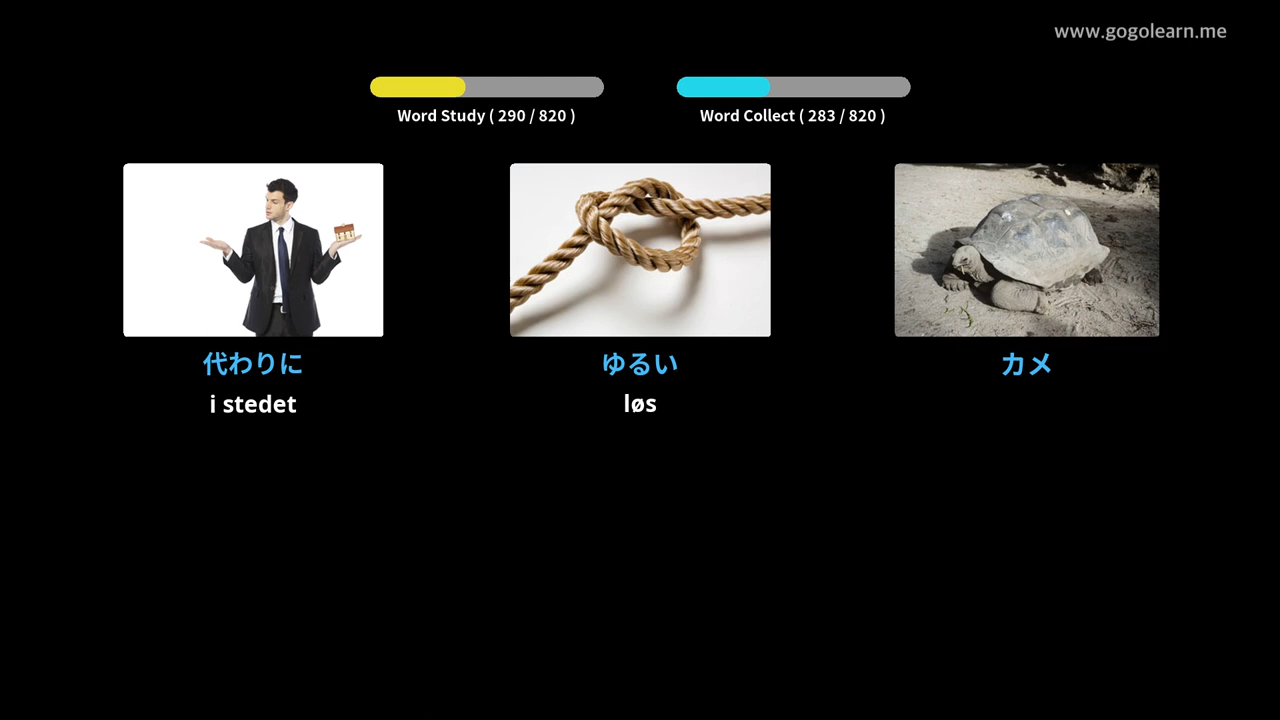 www.gogolearn.me
Word Study ( 290 / 820 )
Word Collect ( 283 / 820 )
代わりに
ゆるい
カメ
i stedet
løs